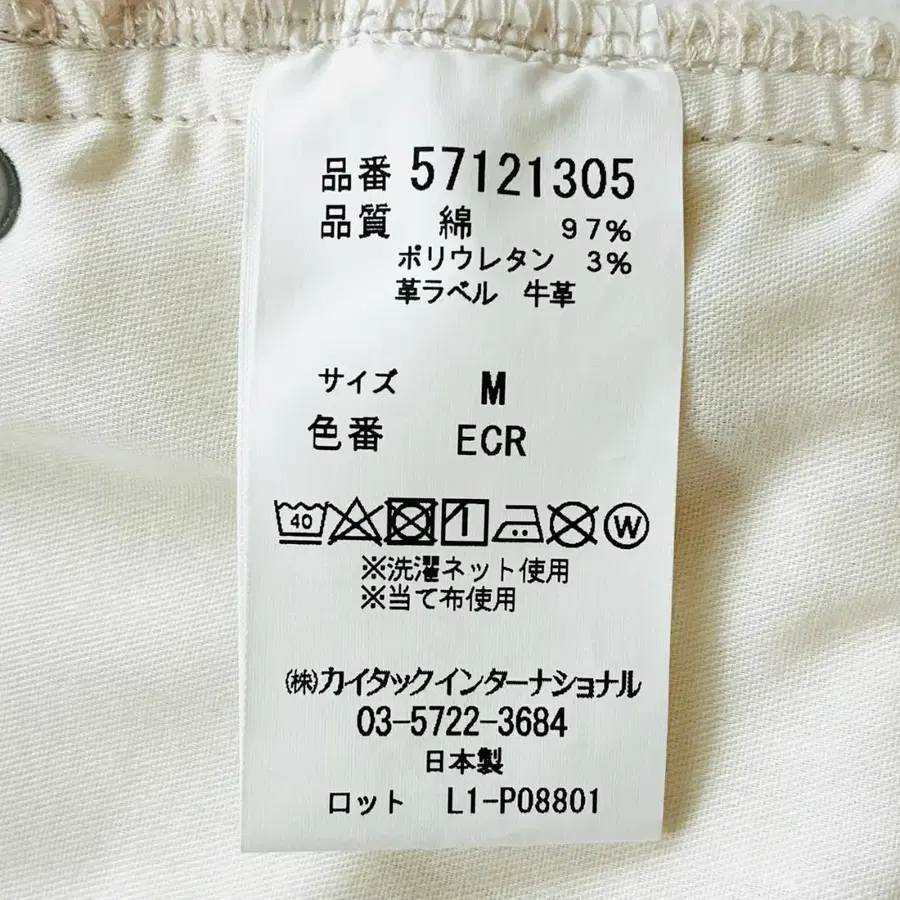 品番 57121305
品質 綿 97%
ポリウレタン 3%
革ラベル 牛革
サイズ M
色番 ECR
40 W
※洗濯ネット使用
※当て布使用
㈱カイタックインターナショナル
03-5722-3684
日本製
ロット L1-P08801